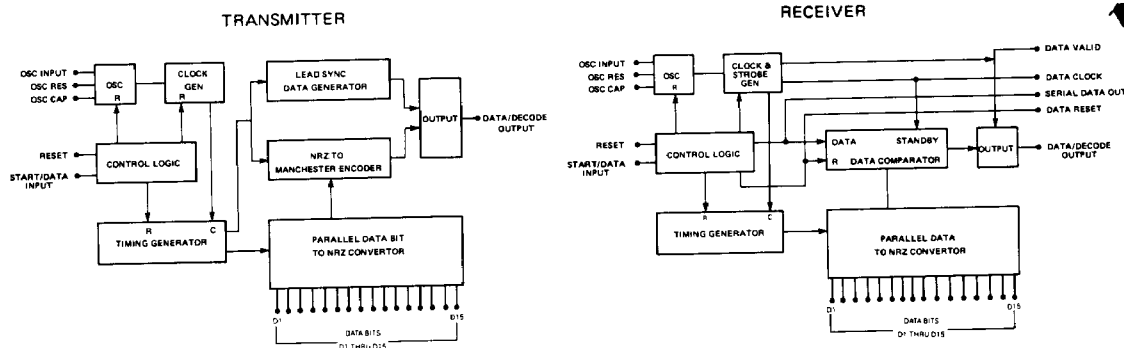 TRANSMITTER
OSC INPUT
OSC RES
OSC CAP
OSC
R
CLOCK
GEN
R
LEAD SYNC
DATA GENERATOR
OUTPUT
DATA/DECODE
OUTPUT
RESET
START/DATA
INPUT
CONTROL LOGIC
NRZ TO
MANCHESTER ENCODER
R C
TIMING GENERATOR
PARALLEL DATA BIT
TO NRZ CONVERTOR
D1 D15
DATA BITS
D1 THRU D15
RECEIVER
OSC INPUT
OSC RES
OSC CAP
OSC
R
CLOCK &
STROBE
GEN
DATA VALID
DATA CLOCK
SERIAL DATA OUT
DATA RESET
RESET
START/DATA
INPUT
CONTROL LOGIC
DATA STANDBY
R DATA COMPARATOR
OUTPUT
DATA/DECODE
OUTPUT
R C
TIMING GENERATOR
PARALLEL DATA
TO NRZ CONVERTOR
D1 D15
DATA BITS
D1 THRU D15